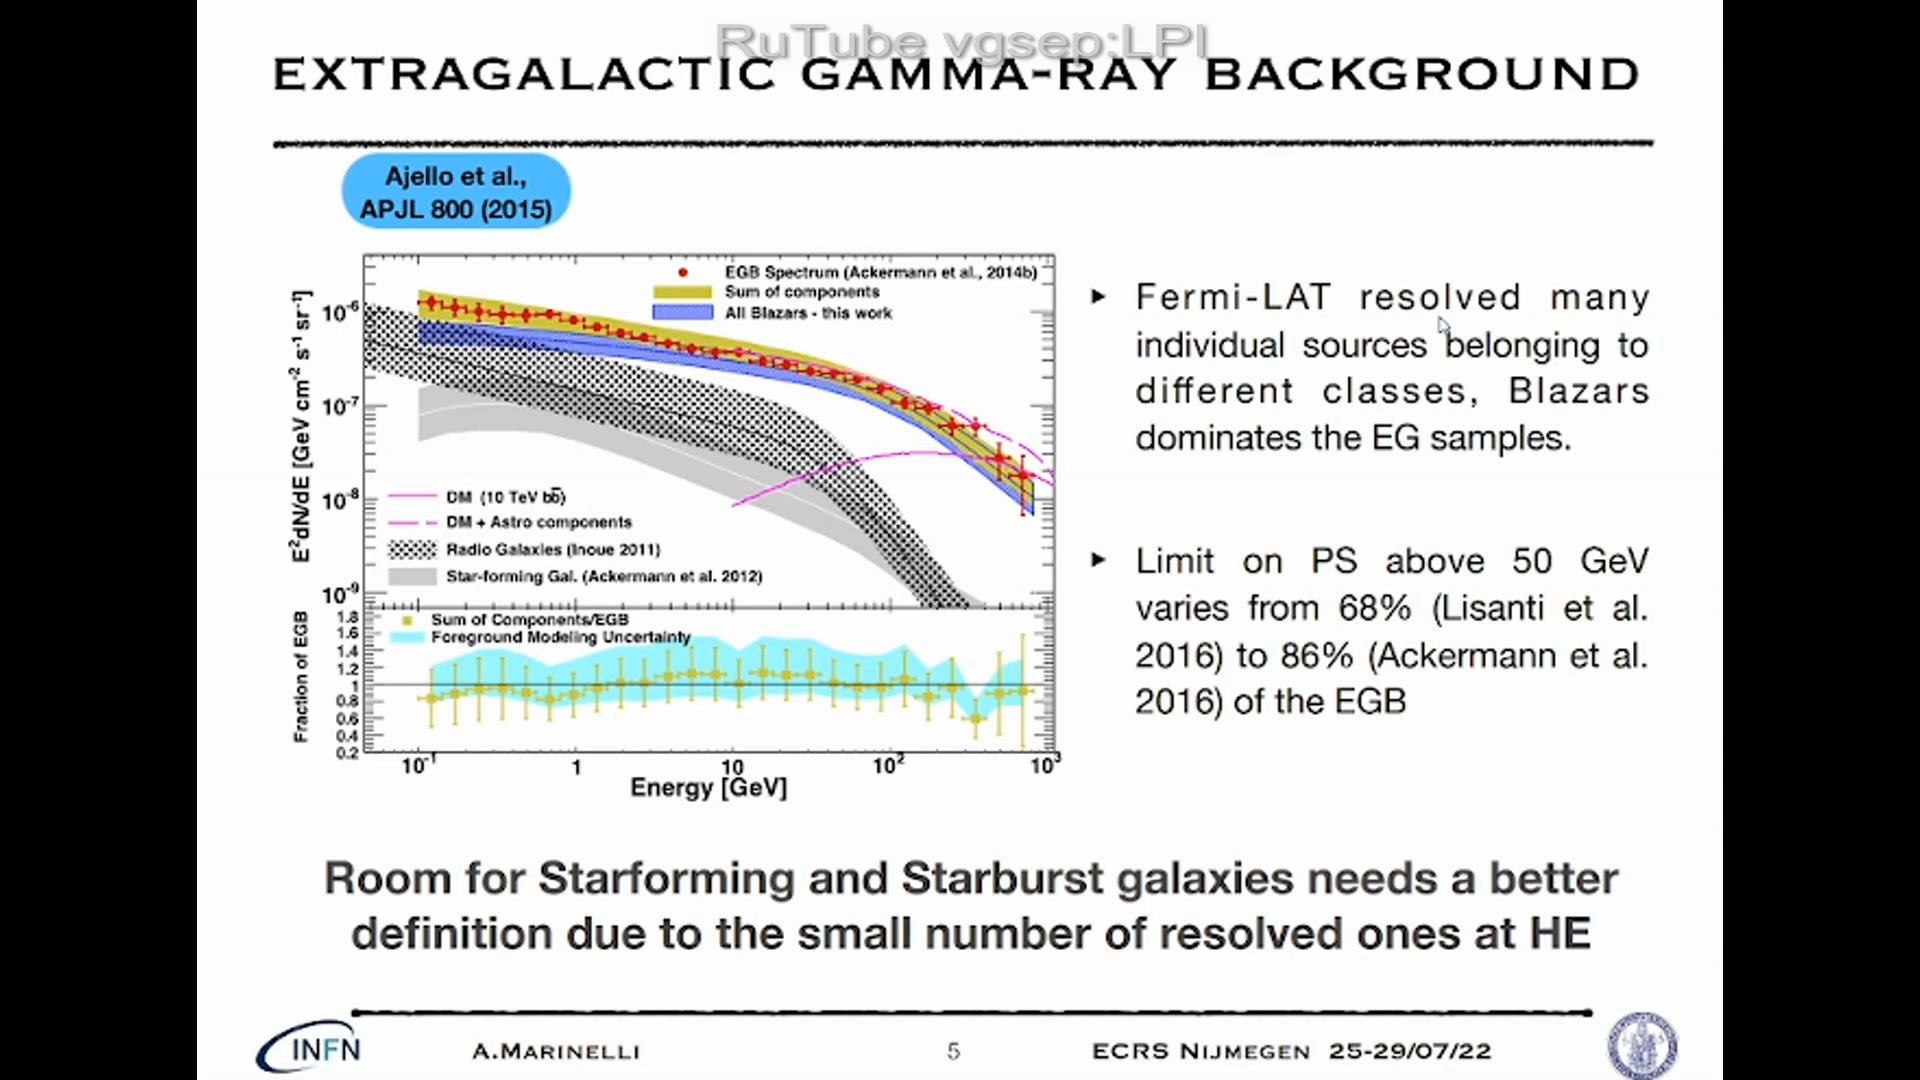 RuTube vgsep:LPI
EXTRAGALACTIC GAMMA-RAY BACKGROUND
Ajello et al.,
APJL 800 (2015)
EGB Spectrum (Ackermann et al., 2014b)
Sum of components
All Blazars - this work
E²dN/dE [GeV cm⁻² s⁻¹ sr⁻¹]
10⁻⁶
10⁻⁷
10⁻⁸
10⁻⁹
DM (10 TeV bb̄)
DM + Astro components
Radio Galaxies (Inoue 2011)
Star-forming Gal. (Ackermann et al. 2012)
Fraction of EGB
1.8
1.6
1.4
1.2
1
0.8
0.6
0.4
0.2
Sum of Components/EGB
Foreground Modeling Uncertainty
10⁻¹ 1 10 10² 10³
Energy [GeV]
► Fermi-LAT resolved many
individual sources belonging to
different classes, Blazars
dominates the EG samples.
► Limit on PS above 50 GeV
varies from 68% (Lisanti et al.
2016) to 86% (Ackermann et al.
2016) of the EGB
Room for Starforming and Starburst galaxies needs a better
definition due to the small number of resolved ones at HE
INFN
A.MARINELLI
5
ECRS NIJMEGEN 25-29/07/22